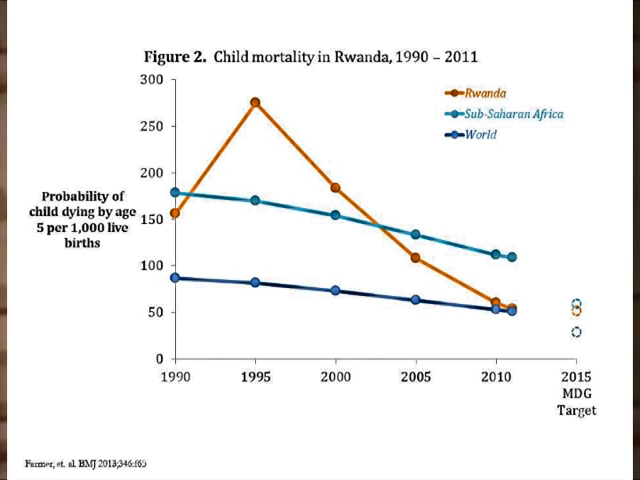 Figure 2. Child mortality in Rwanda, 1990 – 2011
300
250
200
150
100
50
0
Probability of
child dying by age
5 per 1,000 live
births
Rwanda
Sub-Saharan Africa
World
1990 1995 2000 2005 2010 2015
MDG
Target
Farmer, et. al. BMJ 2013;346:f65